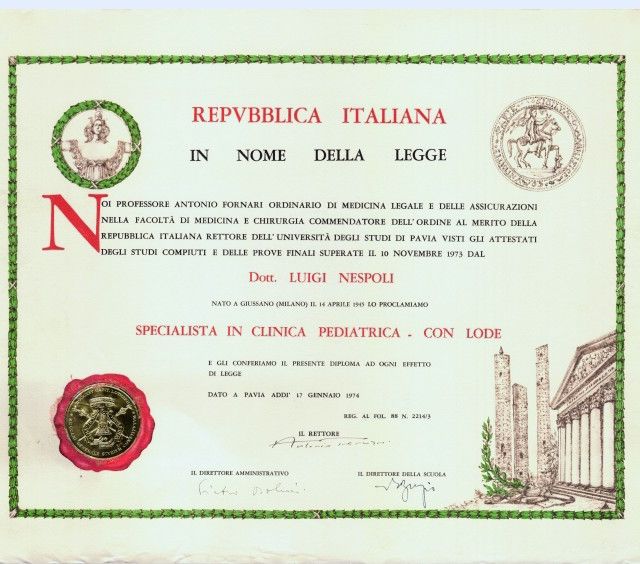 REPVBBLICA ITALIANA
IN NOME DELLA LEGGE
NOI PROFESSORE ANTONIO FORNARI ORDINARIO DI MEDICINA LEGALE E DELLE ASSICURAZIONI
NELLA FACOLTÀ DI MEDICINA E CHIRURGIA COMMENDATORE DELL'ORDINE AL MERITO DELLA
REPUBBLICA ITALIANA RETTORE DELL'UNIVERSITÀ DEGLI STUDI DI PAVIA VISTI GLI ATTESTATI
DEGLI STUDI COMPIUTI E DELLE PROVE FINALI SUPERATE IL 10 NOVEMBRE 1973 DAL
Dott. LUIGI NESPOLI
NATO A GIUSSANO (MILANO) IL 14 APRILE 1945 LO PROCLAMIAMO
SPECIALISTA IN CLINICA PEDIATRICA - CON LODE
E GLI CONFERIAMO IL PRESENTE DIPLOMA AD OGNI EFFETTO
DI LEGGE
DATO A PAVIA ADDÌ 17 GENNAIO 1974
REG. AL FOL. 88 N. 2214/3
IL RETTORE
IL DIRETTORE AMMINISTRATIVO
IL DIRETTORE DELLA SCUOLA